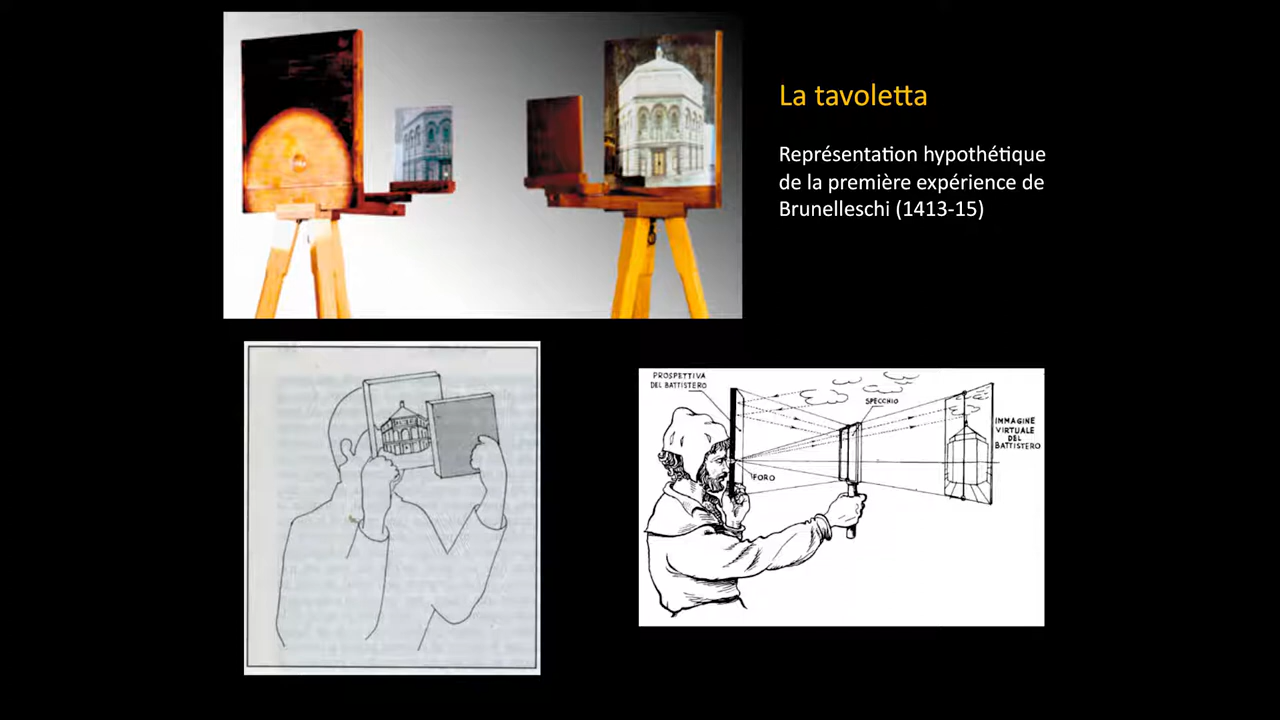 La tavoletta
Représentation hypothétique
de la première expérience de
Brunelleschi (1413-15)
PROSPETTIVA
DEL BATTISTERO
SPECCHIO
IMMAGINE
VIRTUALE
DEL
BATTISTERO
FORO